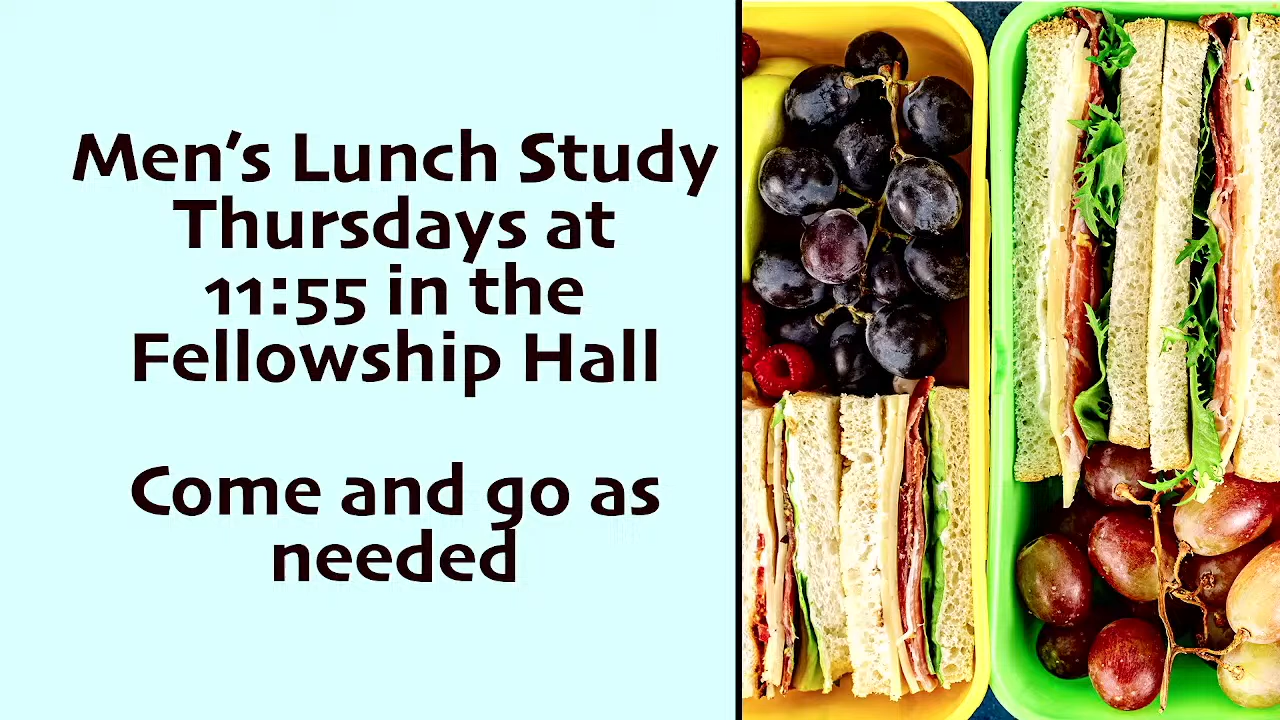 Men’s Lunch Study
Thursdays at
11:55 in the
Fellowship Hall
Come and go as
needed